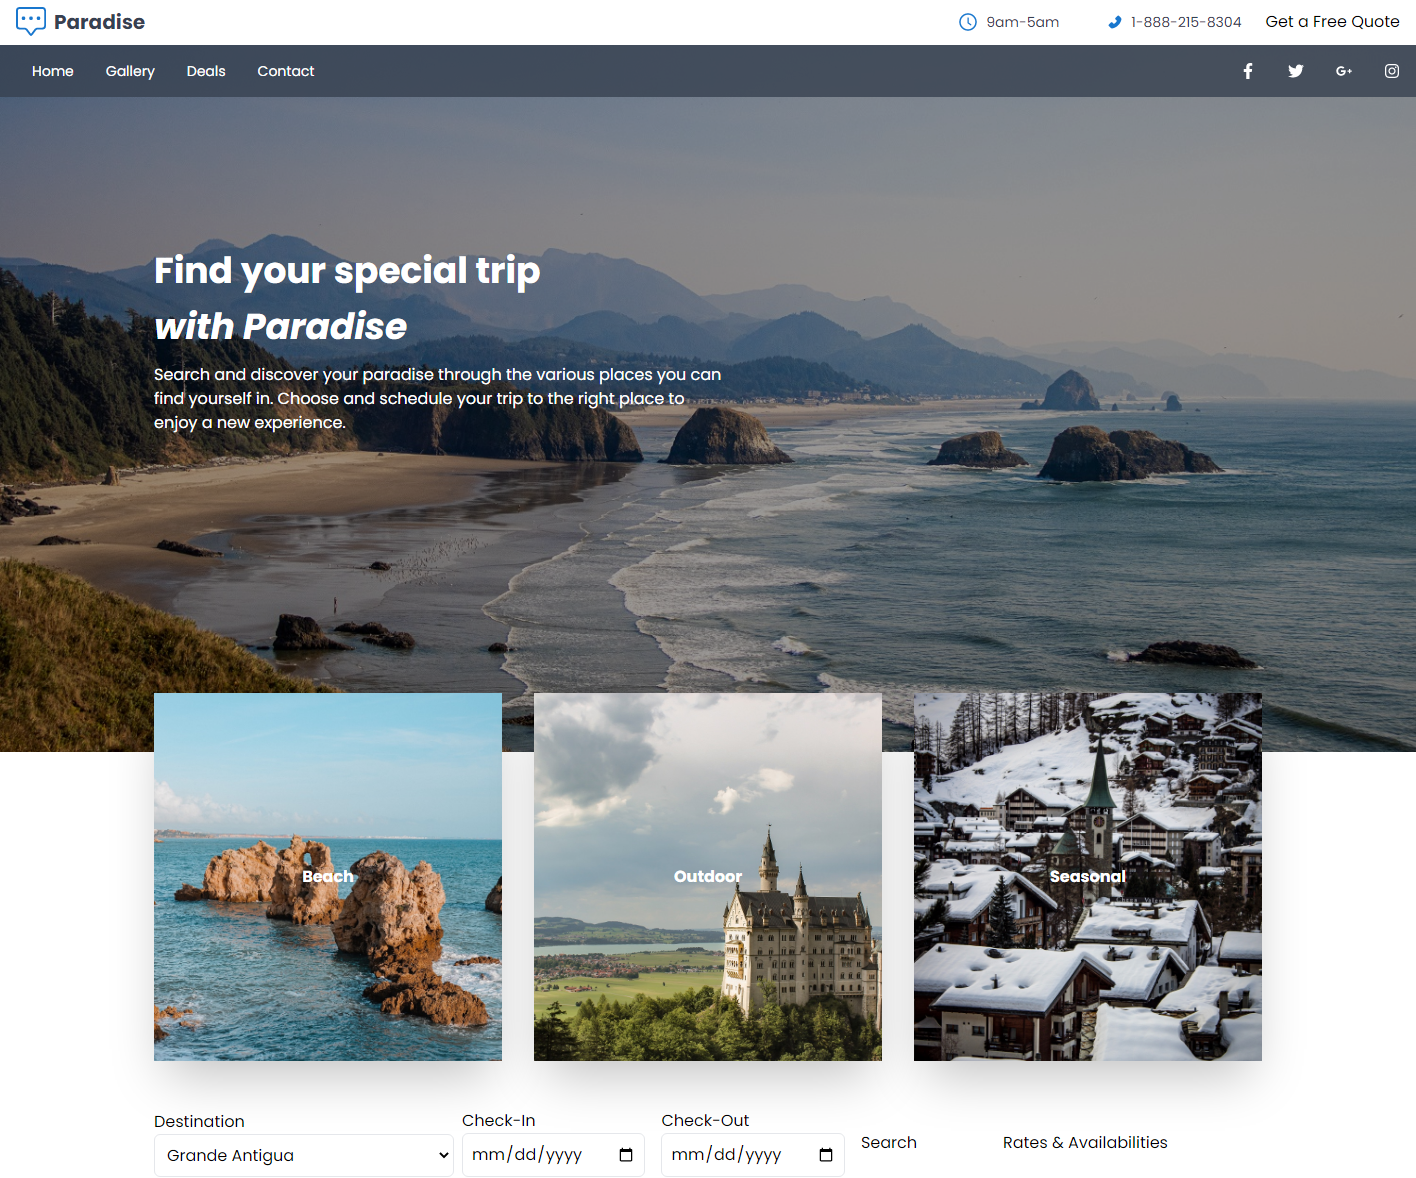 Paradise
9am-5am
1-888-215-8304
Get a Free Quote
Home
Gallery
Deals
Contact
G+
Find your special trip
with Paradise
Search and discover your paradise through the various places you can
find yourself in. Choose and schedule your trip to the right place to
enjoy a new experience.
Beach
Outdoor
Seasonal
Destination
Check-In
Check-Out
Grande Antigua
mm/dd/yyyy
mm/dd/yyyy
Search
Rates & Availabilities